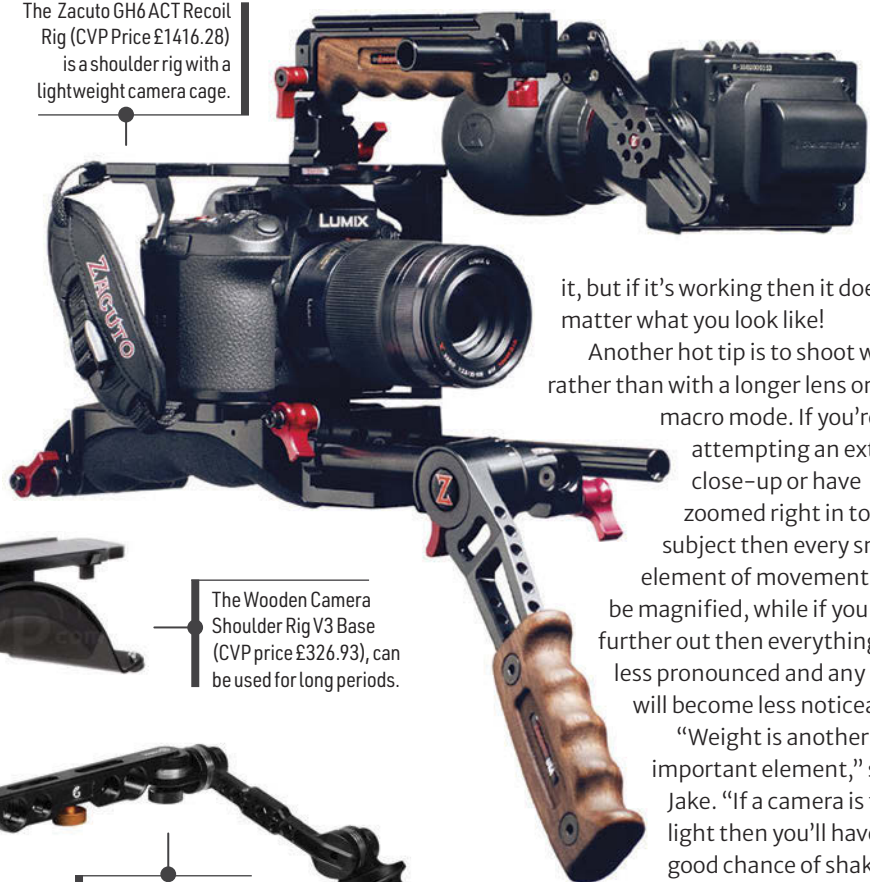 The Zacuto GH6 ACT Recoil
Rig (CVP Price £1416.28)
is a shoulder rig with a
lightweight camera cage.
LUMIX
ZACUTO
Z
The Wooden Camera
Shoulder Rig V3 Base
(CVP price £326.93), can
be used for long periods.
it, but if it's working then it doe
matter what you look like!
Another hot tip is to shoot w
rather than with a longer lens or
macro mode. If you're
attempting an ext
close-up or have
zoomed right in to
subject then every sm
element of movement
be magnified, while if you
further out then everything
less pronounced and any
will become less noticea
"Weight is another
important element," s
Jake. "If a camera is t
light then you'll have
good chance of shak